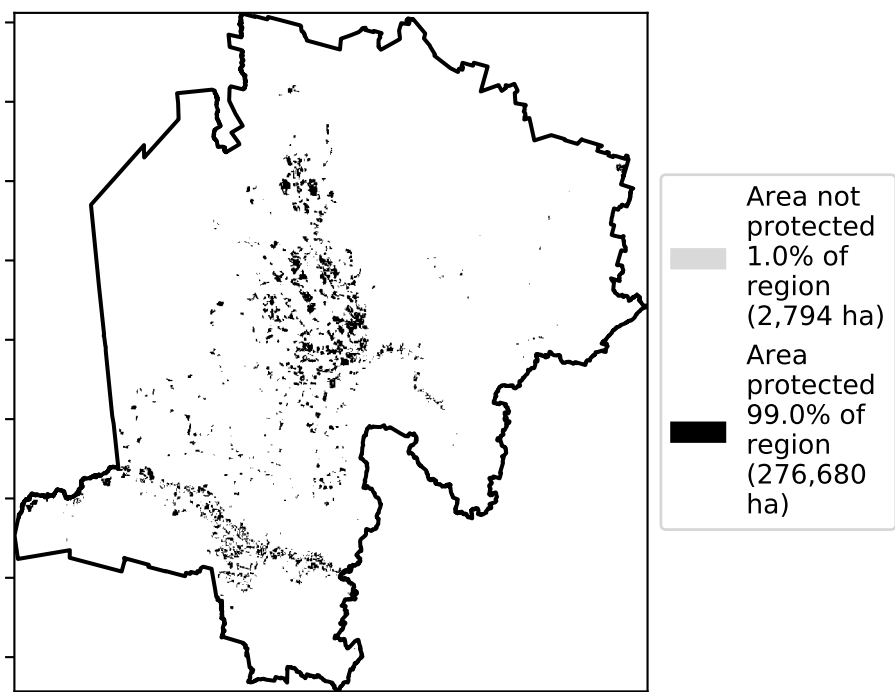 Area not
protected
1.0% of
region
(2,794 ha)
Area
protected
99.0% of
region
(276,680
ha)